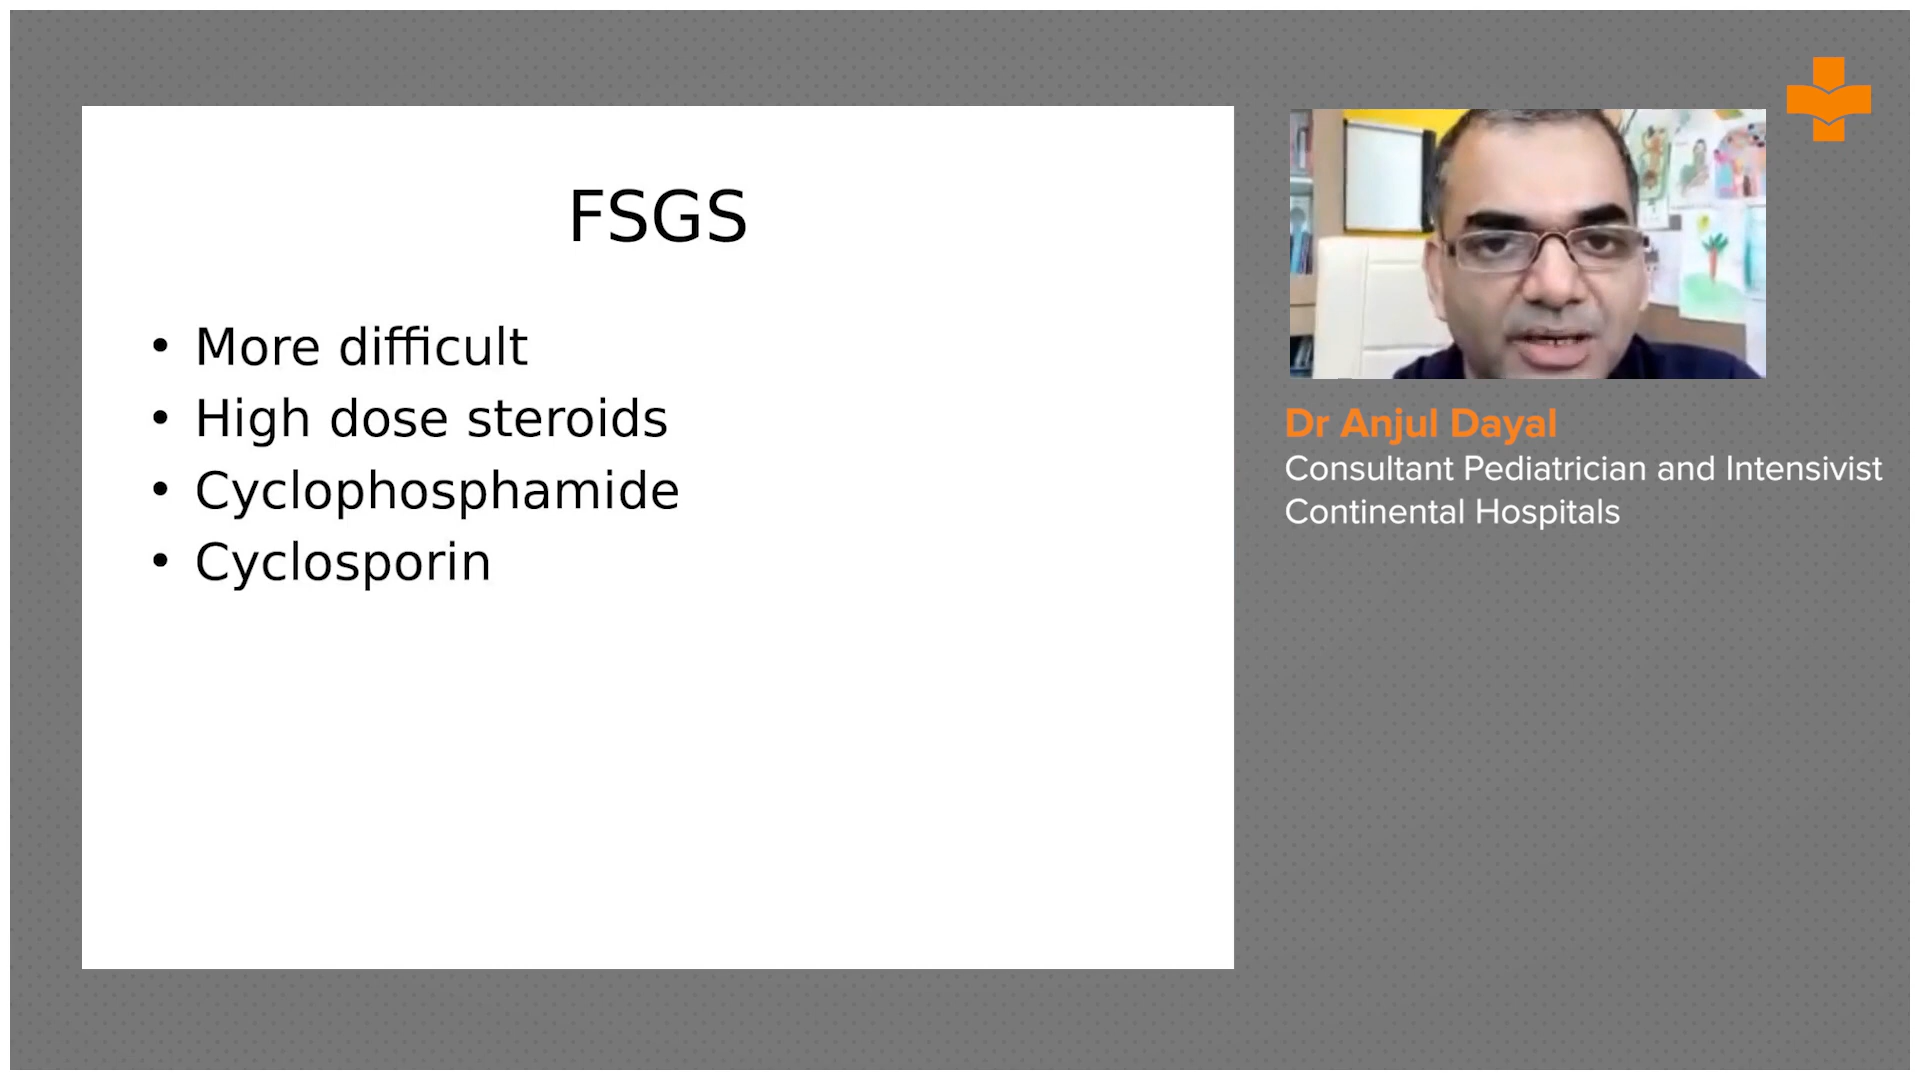 FSGS
• More difficult
• High dose steroids
• Cyclophosphamide
• Cyclosporin
Dr Anjul Dayal
Consultant Pediatrician and Intensivist
Continental Hospitals